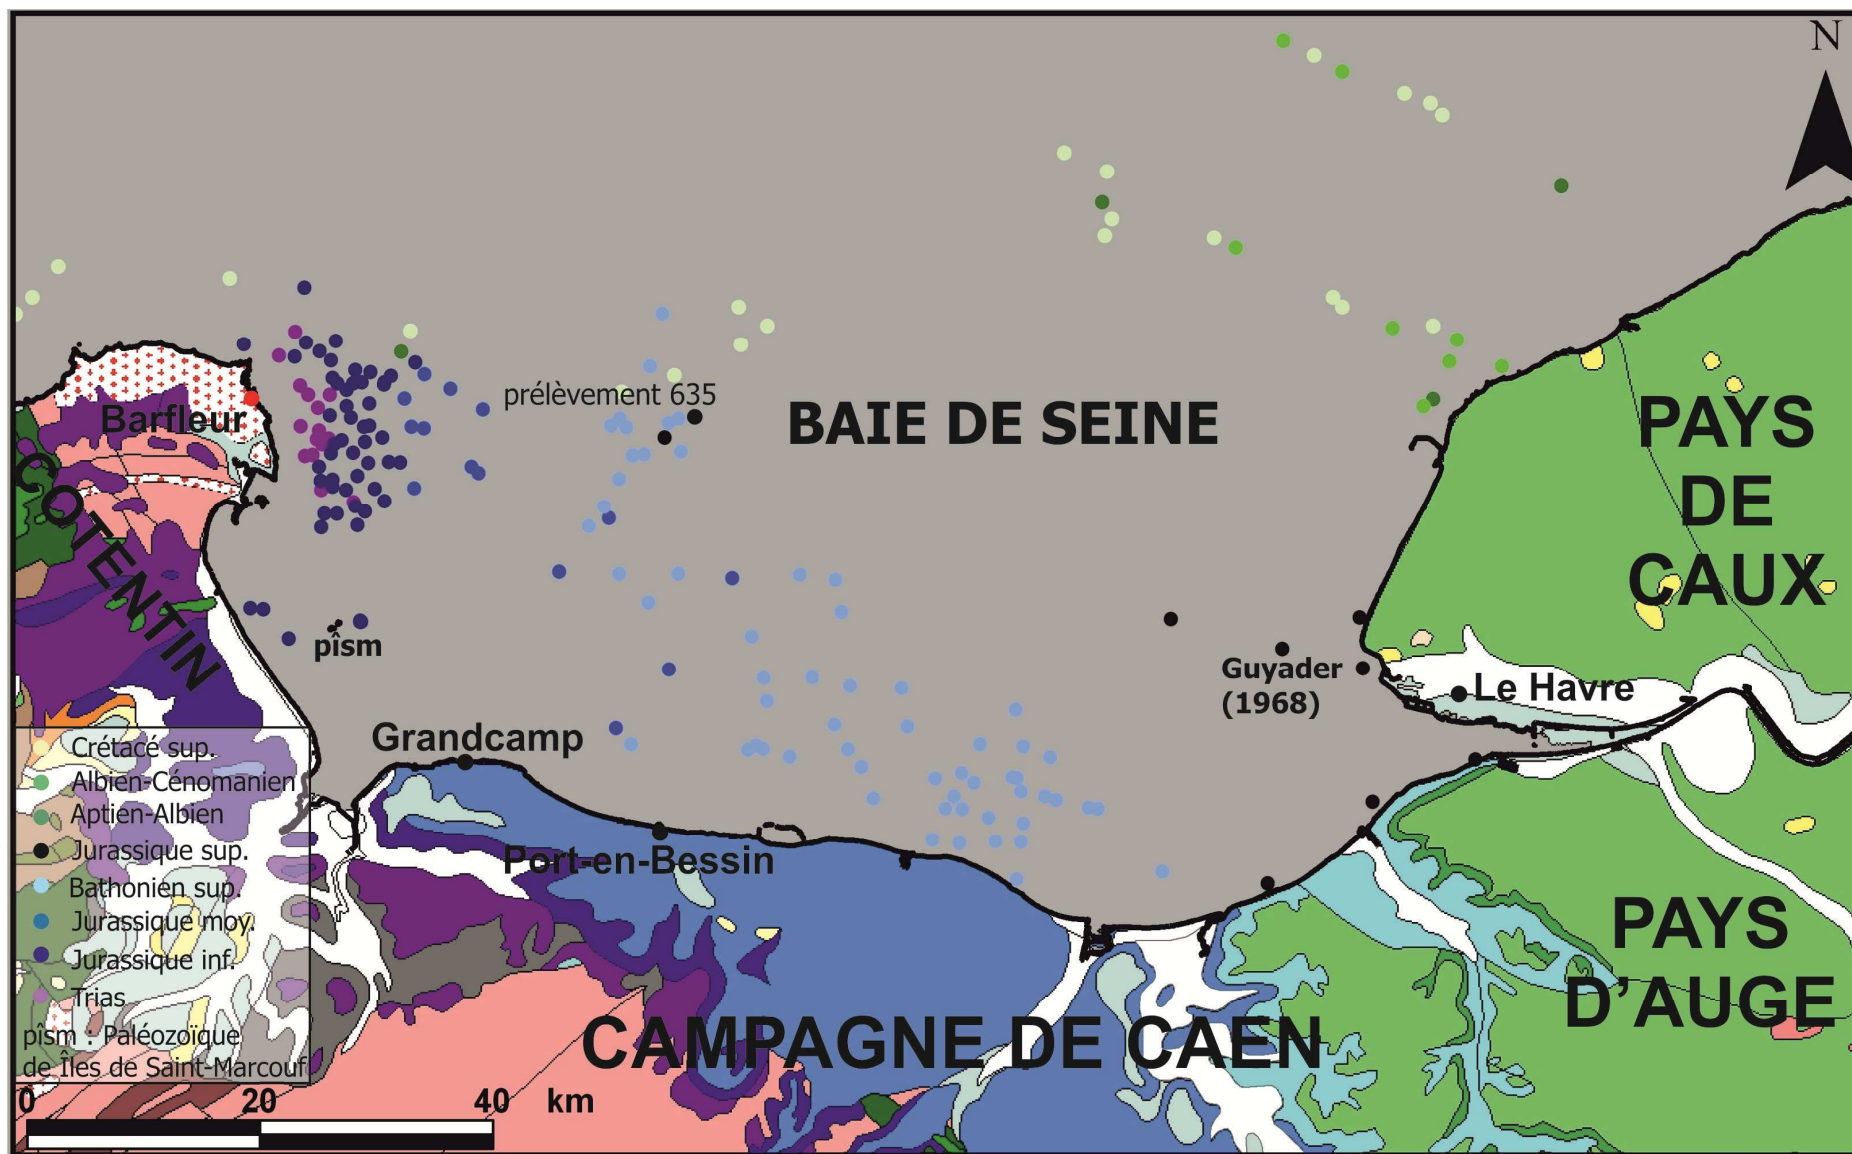 N
Barfleur
prélèvement 635
BAIE DE SEINE
PAYS
DE
CAUX
COTENTIN
pîsm
Guyader
(1968)
Le Havre
Grandcamp
Port-en-Bessin
PAYS
D'AUGE
CAMPAGNE DE CAEN
Crétacé sup.
Albien-Cénomanien
Aptien-Albien
Jurassique sup.
Bathonien sup.
Jurassique moy.
Jurassique inf.
Trias
pîsm : Paléozoïque
de Îles de Saint-Marcouf
0 20 40 km